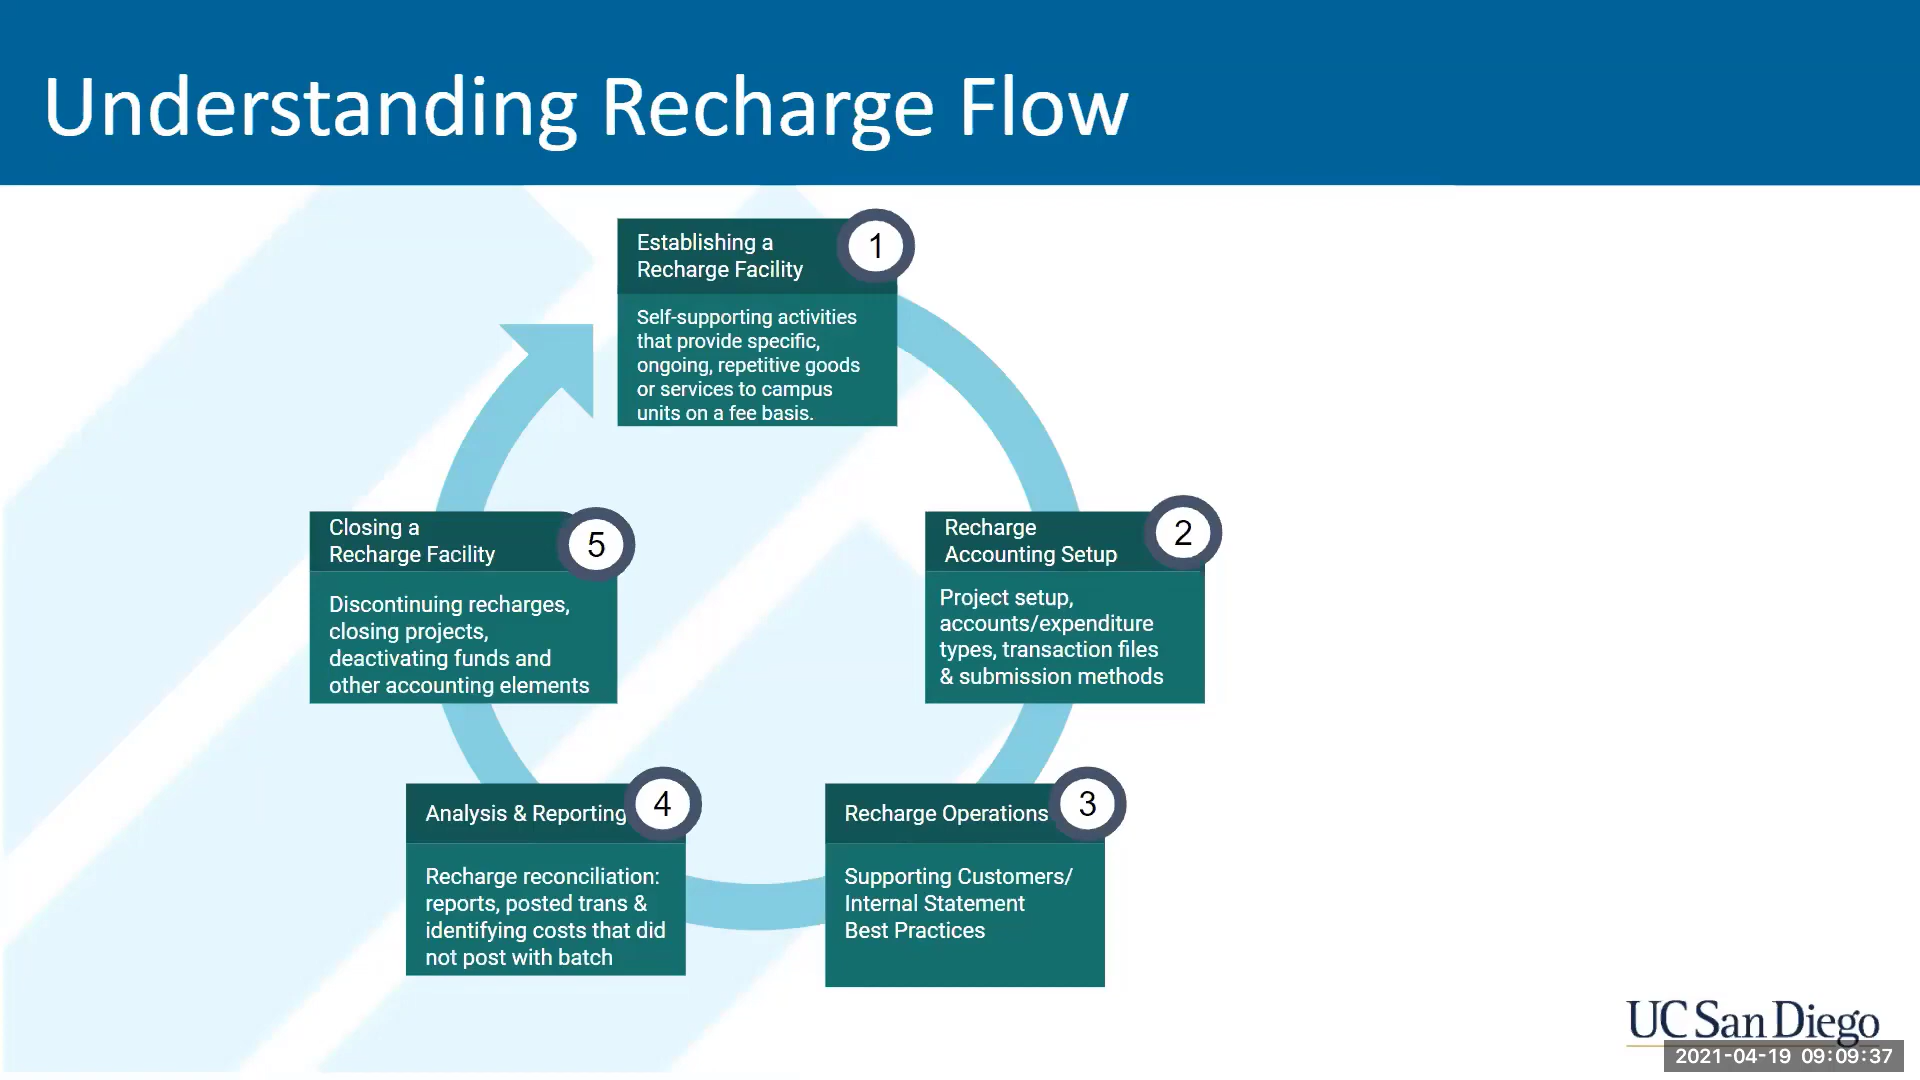 Understanding Recharge Flow
Establishing a
Recharge Facility
1
Self-supporting activities
that provide specific,
ongoing, repetitive goods
or services to campus
units on a fee basis.
Recharge
Accounting Setup
2
Project setup,
accounts/expenditure
types, transaction files
& submission methods
Recharge Operations
3
Supporting Customers/
Internal Statement
Best Practices
Analysis & Reporting
4
Recharge reconciliation:
reports, posted trans &
identifying costs that did
not post with batch
Closing a
Recharge Facility
5
Discontinuing recharges,
closing projects,
deactivating funds and
other accounting elements
UC San Diego
2021-04-19 09:09:37